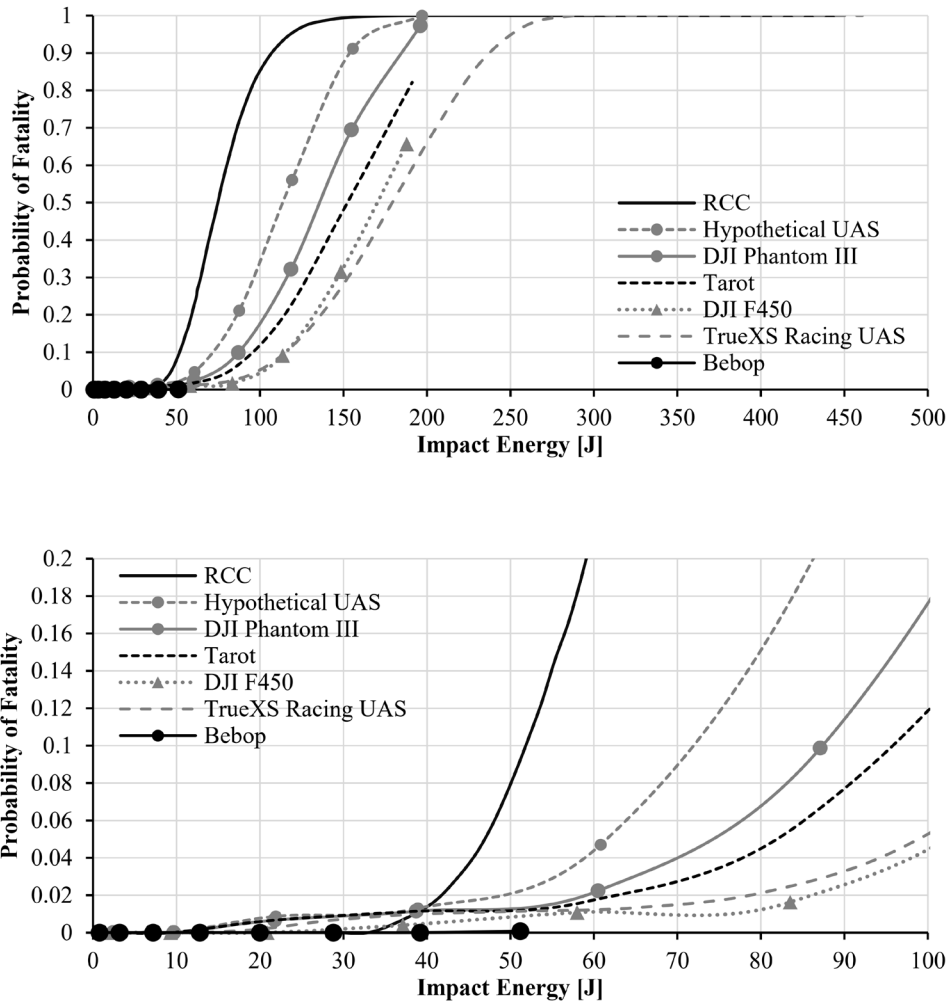 1
0.9
0.8
0.7
0.6
0.5
0.4
0.3
0.2
0.1
0
Probability of Fatality
RCC
Hypothetical UAS
DJI Phantom III
Tarot
DJI F450
TrueXS Racing UAS
Bebop
0 50 100 150 200 250 300 350 400 450 500
Impact Energy [J]
0.2
0.18
0.16
0.14
0.12
0.1
0.08
0.06
0.04
0.02
0
Probability of Fatality
RCC
Hypothetical UAS
DJI Phantom III
Tarot
DJI F450
TrueXS Racing UAS
Bebop
0 10 20 30 40 50 60 70 80 90 100
Impact Energy [J]